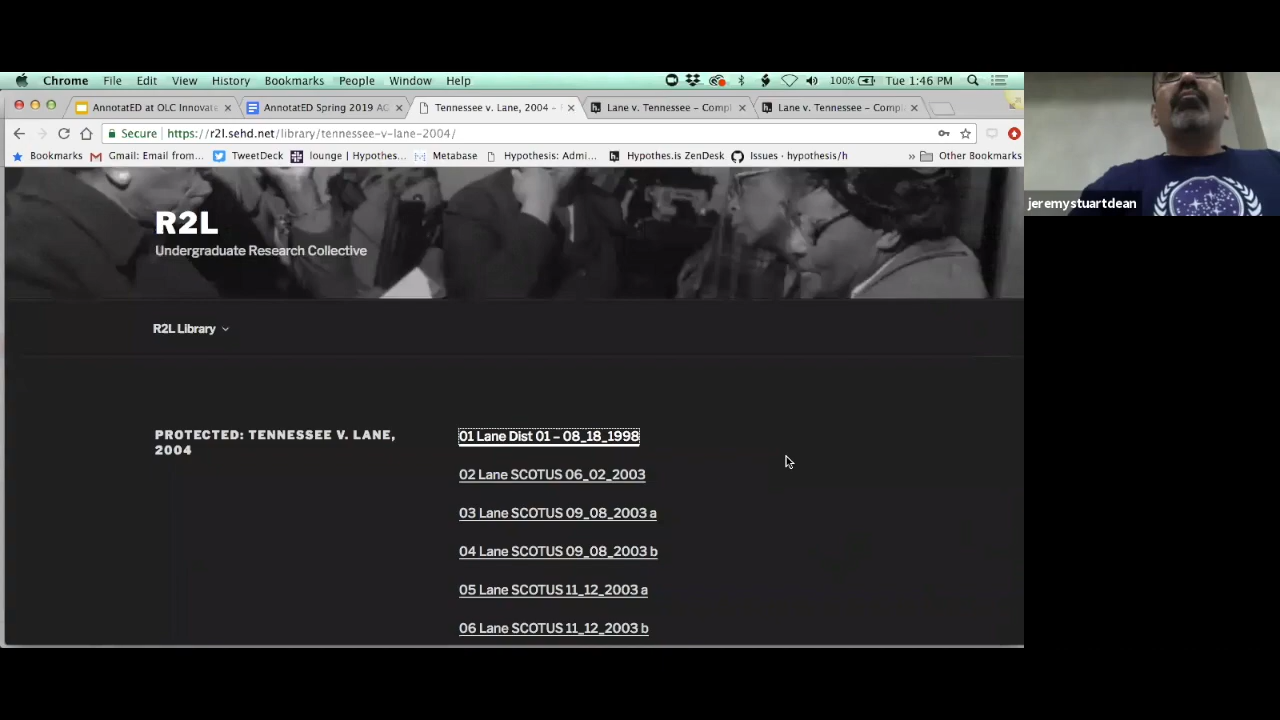 Chrome File Edit View History Bookmarks People Window Help 100% Tue 1:46 PM
AnnotatED at OLC Innovat AnnotatED Spring 2019 AG Tennessee v. Lane, 2004 – Lane v. Tennessee – Compl Lane v. Tennessee – Compl
Secure https://r2l.sehd.net/library/tennessee-v-lane-2004/
Bookmarks Gmail: Email from... TweetDeck lounge | Hypothes... Metabase Hypothesis: Admi... Hypothes.is ZenDesk Issues · hypothesis/h » Other Bookmarks
jeremystuartdean
R2L
Undergraduate Research Collective
R2L Library
PROTECTED: TENNESSEE V. LANE,
2004
01 Lane Dist 01 – 08_18_1998
02 Lane SCOTUS 06_02_2003
03 Lane SCOTUS 09_08_2003 a
04 Lane SCOTUS 09_08_2003 b
05 Lane SCOTUS 11_12_2003 a
06 Lane SCOTUS 11_12_2003 b